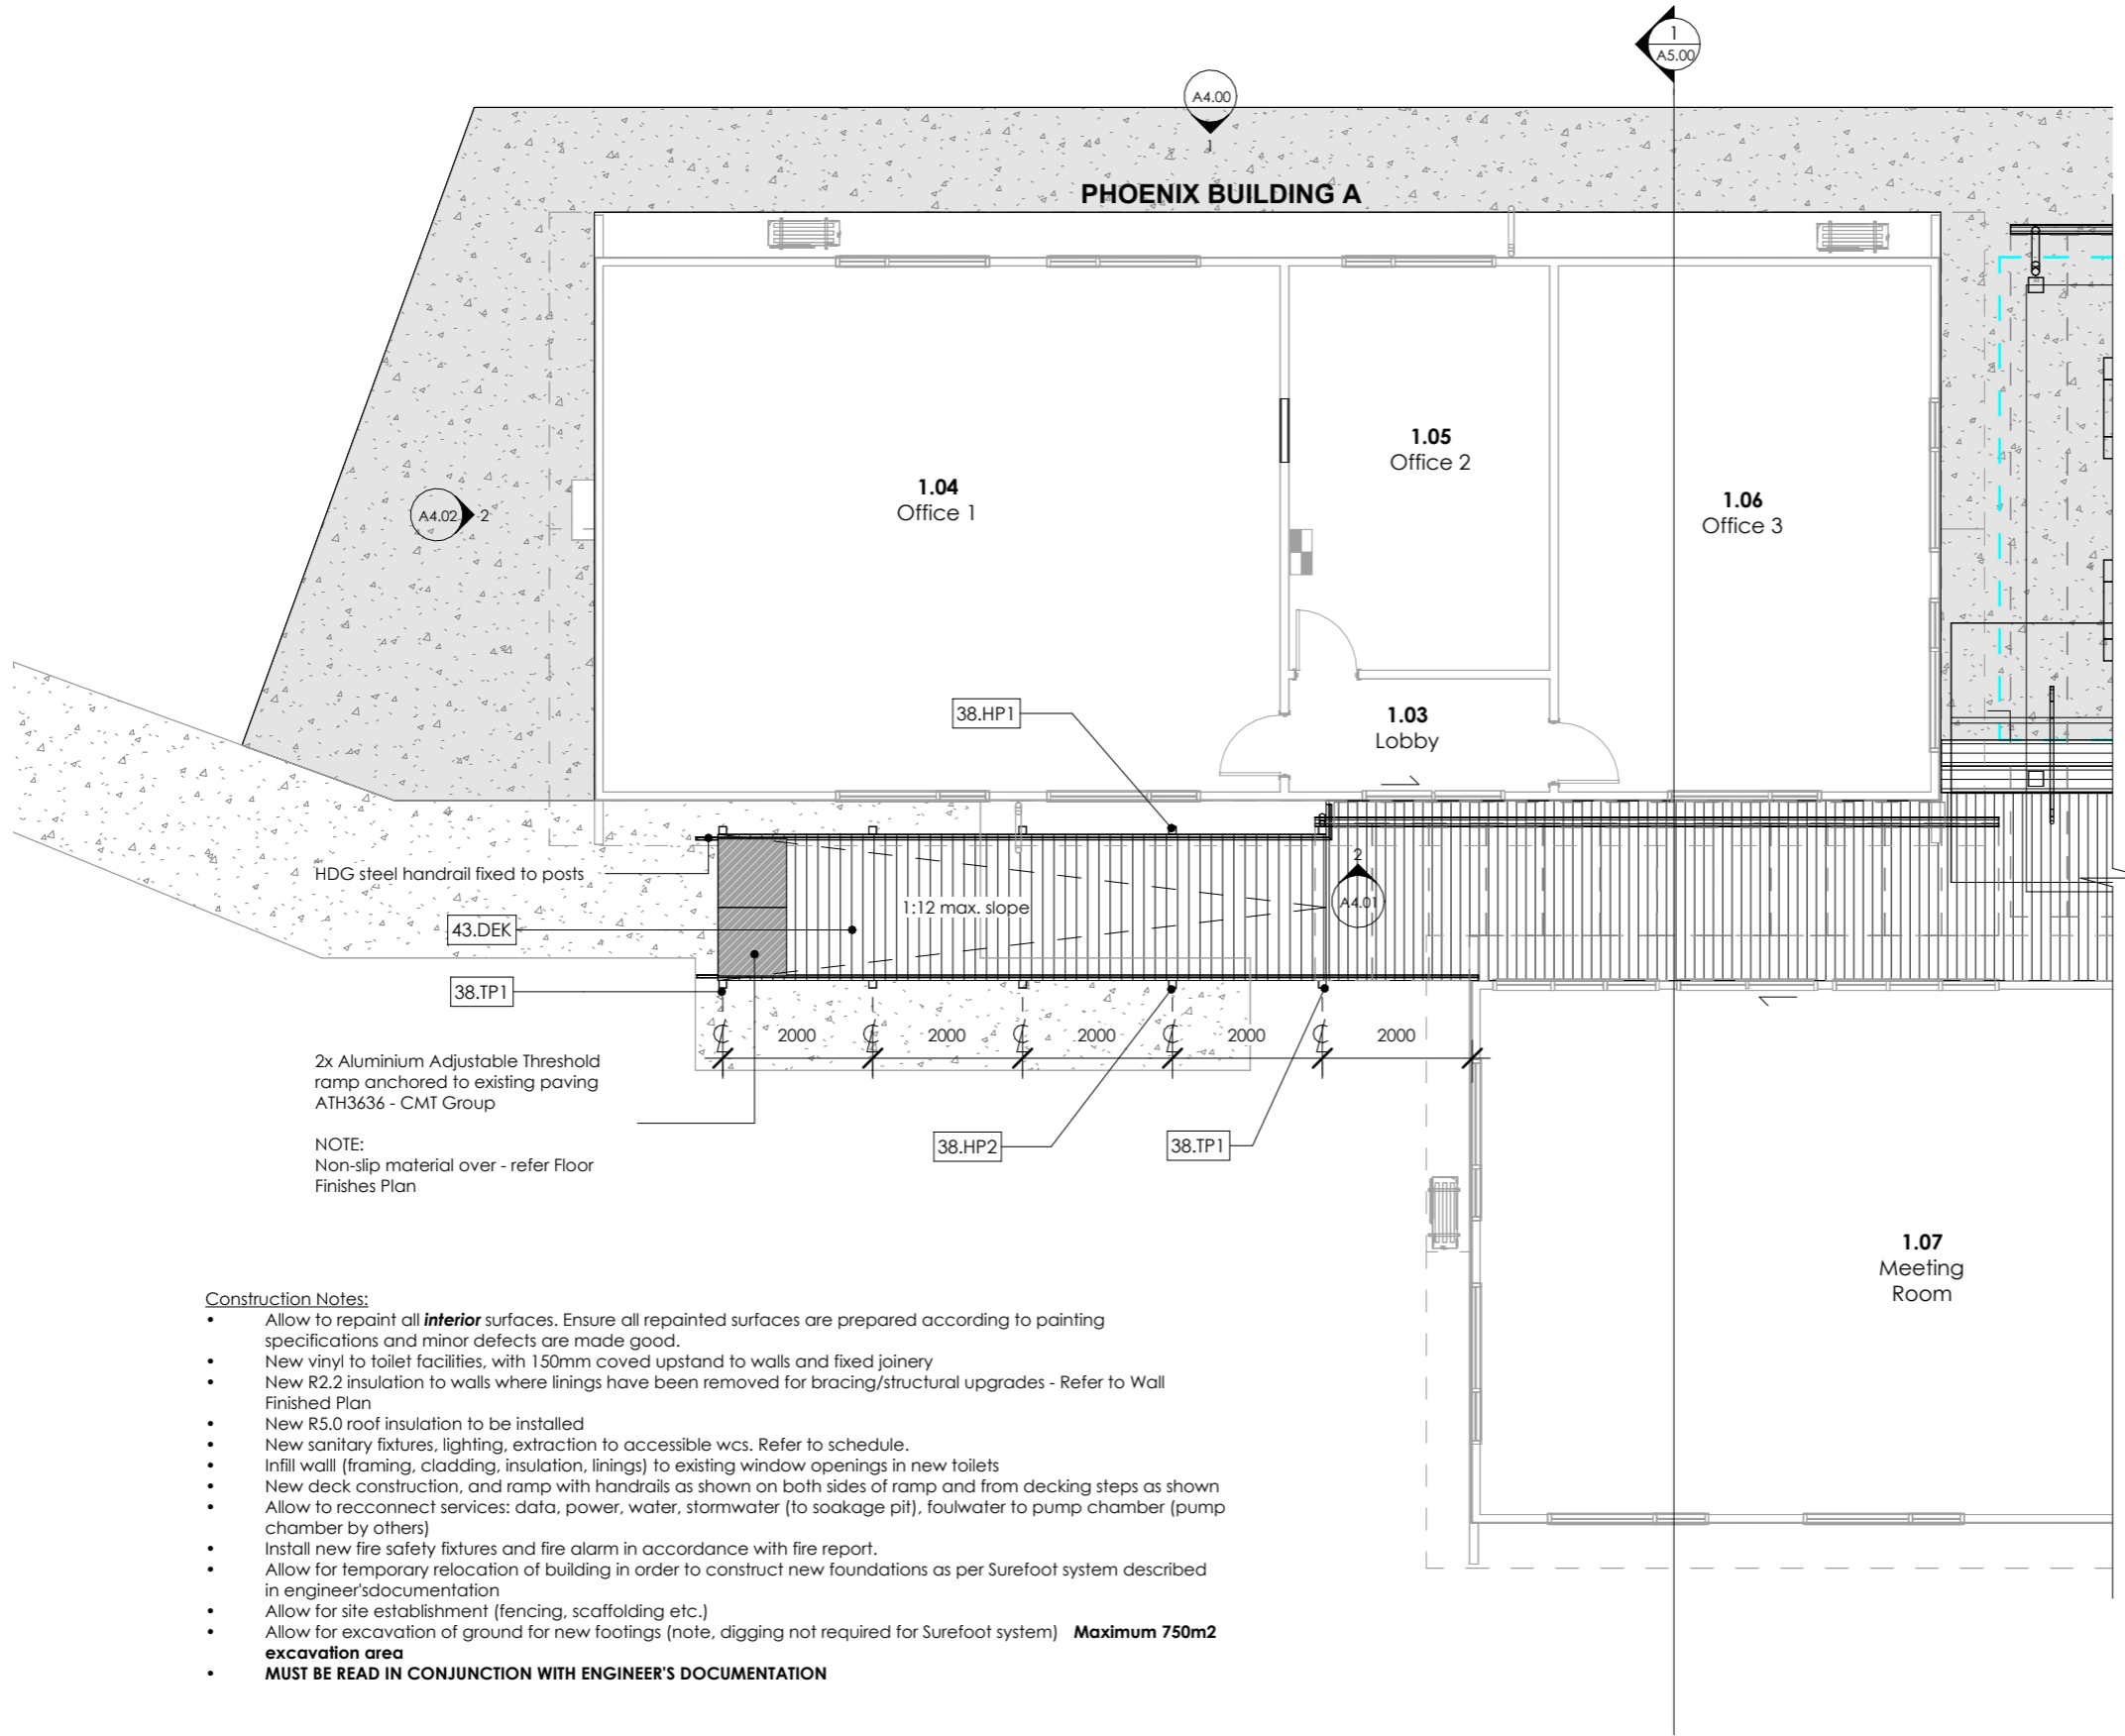 1
A5.00
A4.00
1
PHOENIX BUILDING A
1.05
Office 2
1.04
Office 1
1.06
Office 3
A4.02
2
38.HP1
1.03
Lobby
2
A4.01
HDG steel handrail fixed to posts
1:12 max. slope
43.DEK
38.TP1
2000
2000
2000
2000
2000
2x Aluminium Adjustable Threshold
ramp anchored to existing paving
ATH3636 - CMT Group
NOTE:
Non-slip material over - refer Floor
Finishes Plan
38.HP2
38.TP1
1.07
Meeting
Room
Construction Notes:
• Allow to repaint all interior surfaces. Ensure all repainted surfaces are prepared according to painting
specifications and minor defects are made good.
• New vinyl to toilet facilities, with 150mm coved upstand to walls and fixed joinery
• New R2.2 insulation to walls where linings have been removed for bracing/structural upgrades - Refer to Wall
Finished Plan
• New R5.0 roof insulation to be installed
• New sanitary fixtures, lighting, extraction to accessible wcs. Refer to schedule.
• Infill walll (framing, cladding, insulation, linings) to existing window openings in new toilets
• New deck construction, and ramp with handrails as shown on both sides of ramp and from decking steps as shown
• Allow to recconnect services: data, power, water, stormwater (to soakage pit), foulwater to pump chamber (pump
chamber by others)
• Install new fire safety fixtures and fire alarm in accordance with fire report.
• Allow for temporary relocation of building in order to construct new foundations as per Surefoot system described
in engineer'sdocumentation
• Allow for site establishment (fencing, scaffolding etc.)
• Allow for excavation of ground for new footings (note, digging not required for Surefoot system) Maximum 750m2
excavation area
• MUST BE READ IN CONJUNCTION WITH ENGINEER'S DOCUMENTATION